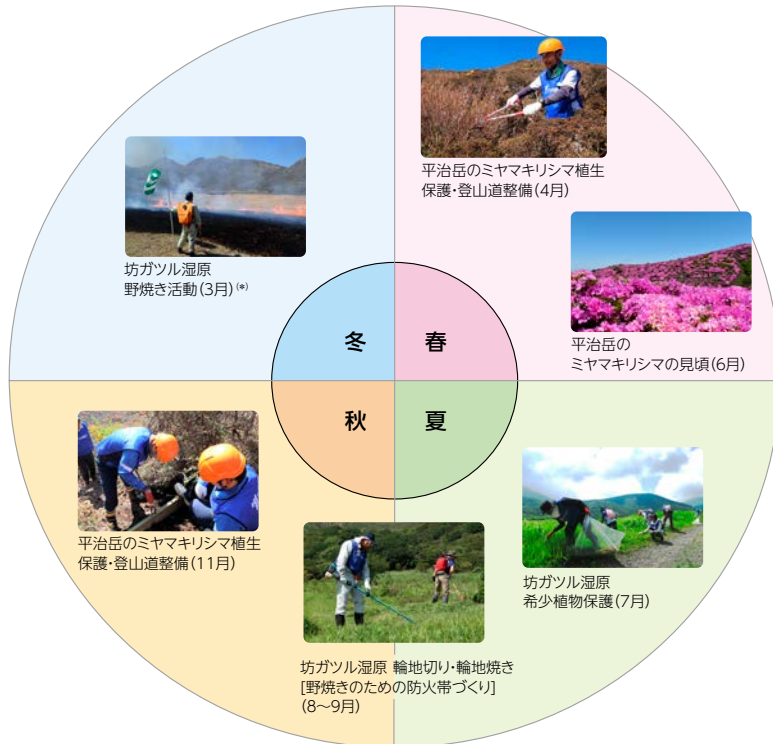 平治岳のミヤマキリシマ植生
保護・登山道整備(4月)
坊ガツル湿原
野焼き活動(3月)(*)
平治岳の
ミヤマキリシマの見頃(6月)
冬
春
秋
夏
平治岳のミヤマキリシマ植生
保護・登山道整備(11月)
坊ガツル湿原
希少植物保護(7月)
坊ガツル湿原 輪地切り・輪地焼き
[野焼きのための防火帯づくり]
(8〜9月)